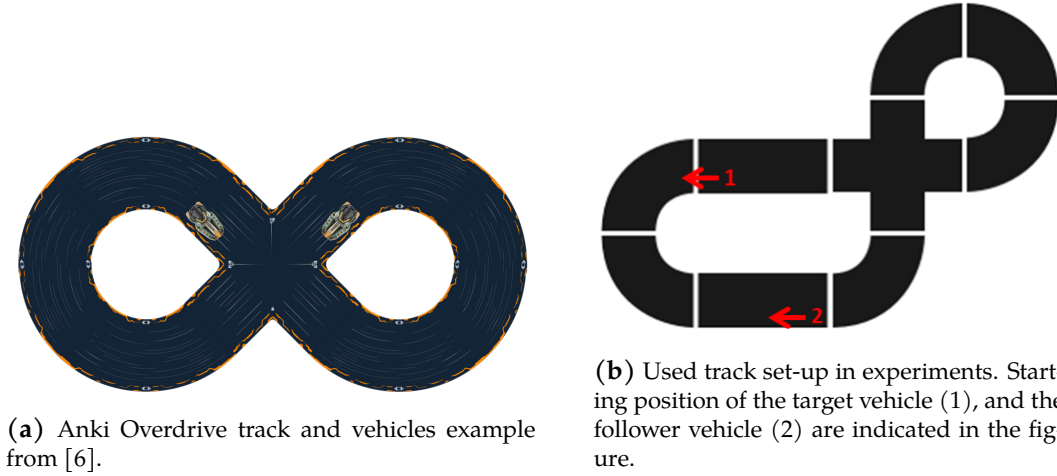 1
2
(a) Anki Overdrive track and vehicles example
from [6].
(b) Used track set-up in experiments. Start-
ing position of the target vehicle (1), and the
follower vehicle (2) are indicated in the fig-
ure.